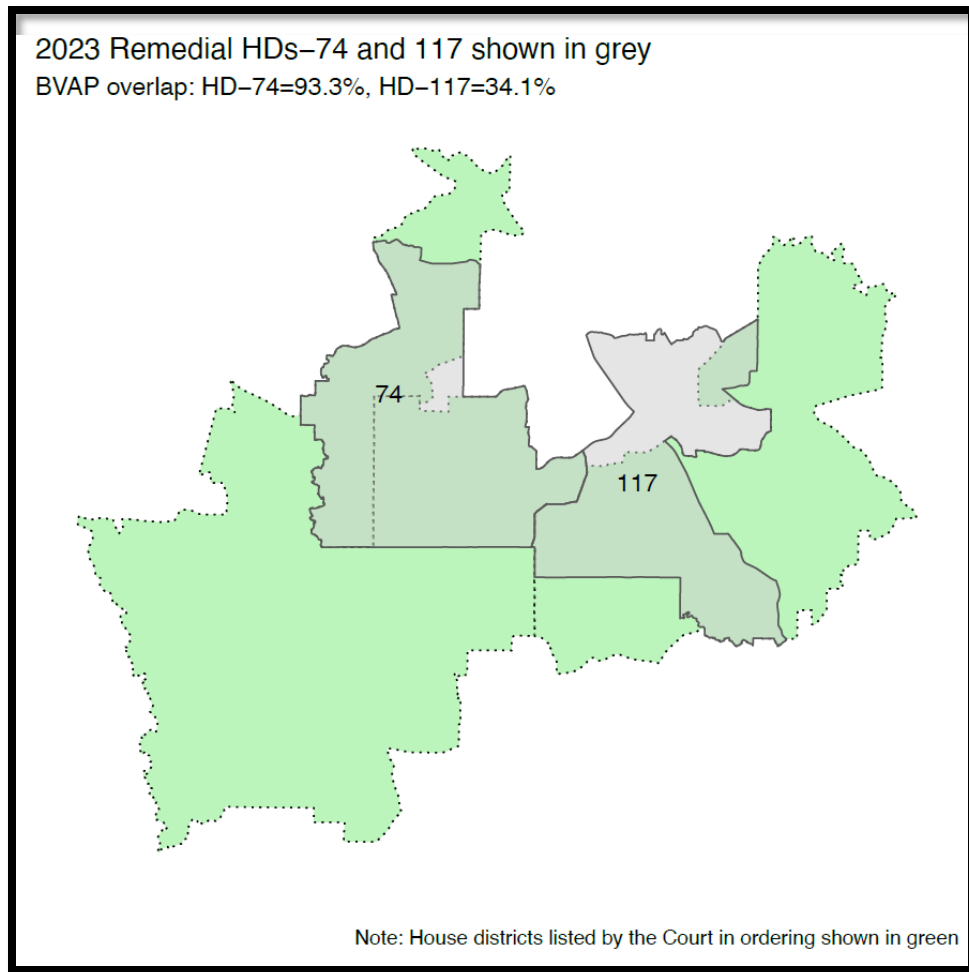 2023 Remedial HDs−74 and 117 shown in grey
BVAP overlap: HD−74=93.3%, HD−117=34.1%
74
117
Note: House districts listed by the Court in ordering shown in green